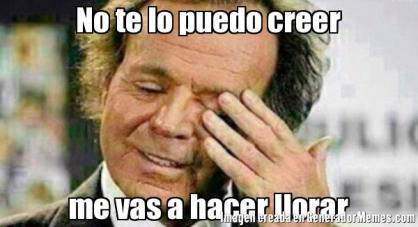 No te lo puedo creer
me vas a hacer llorar
Imagen creada en GeneradorMemes.com